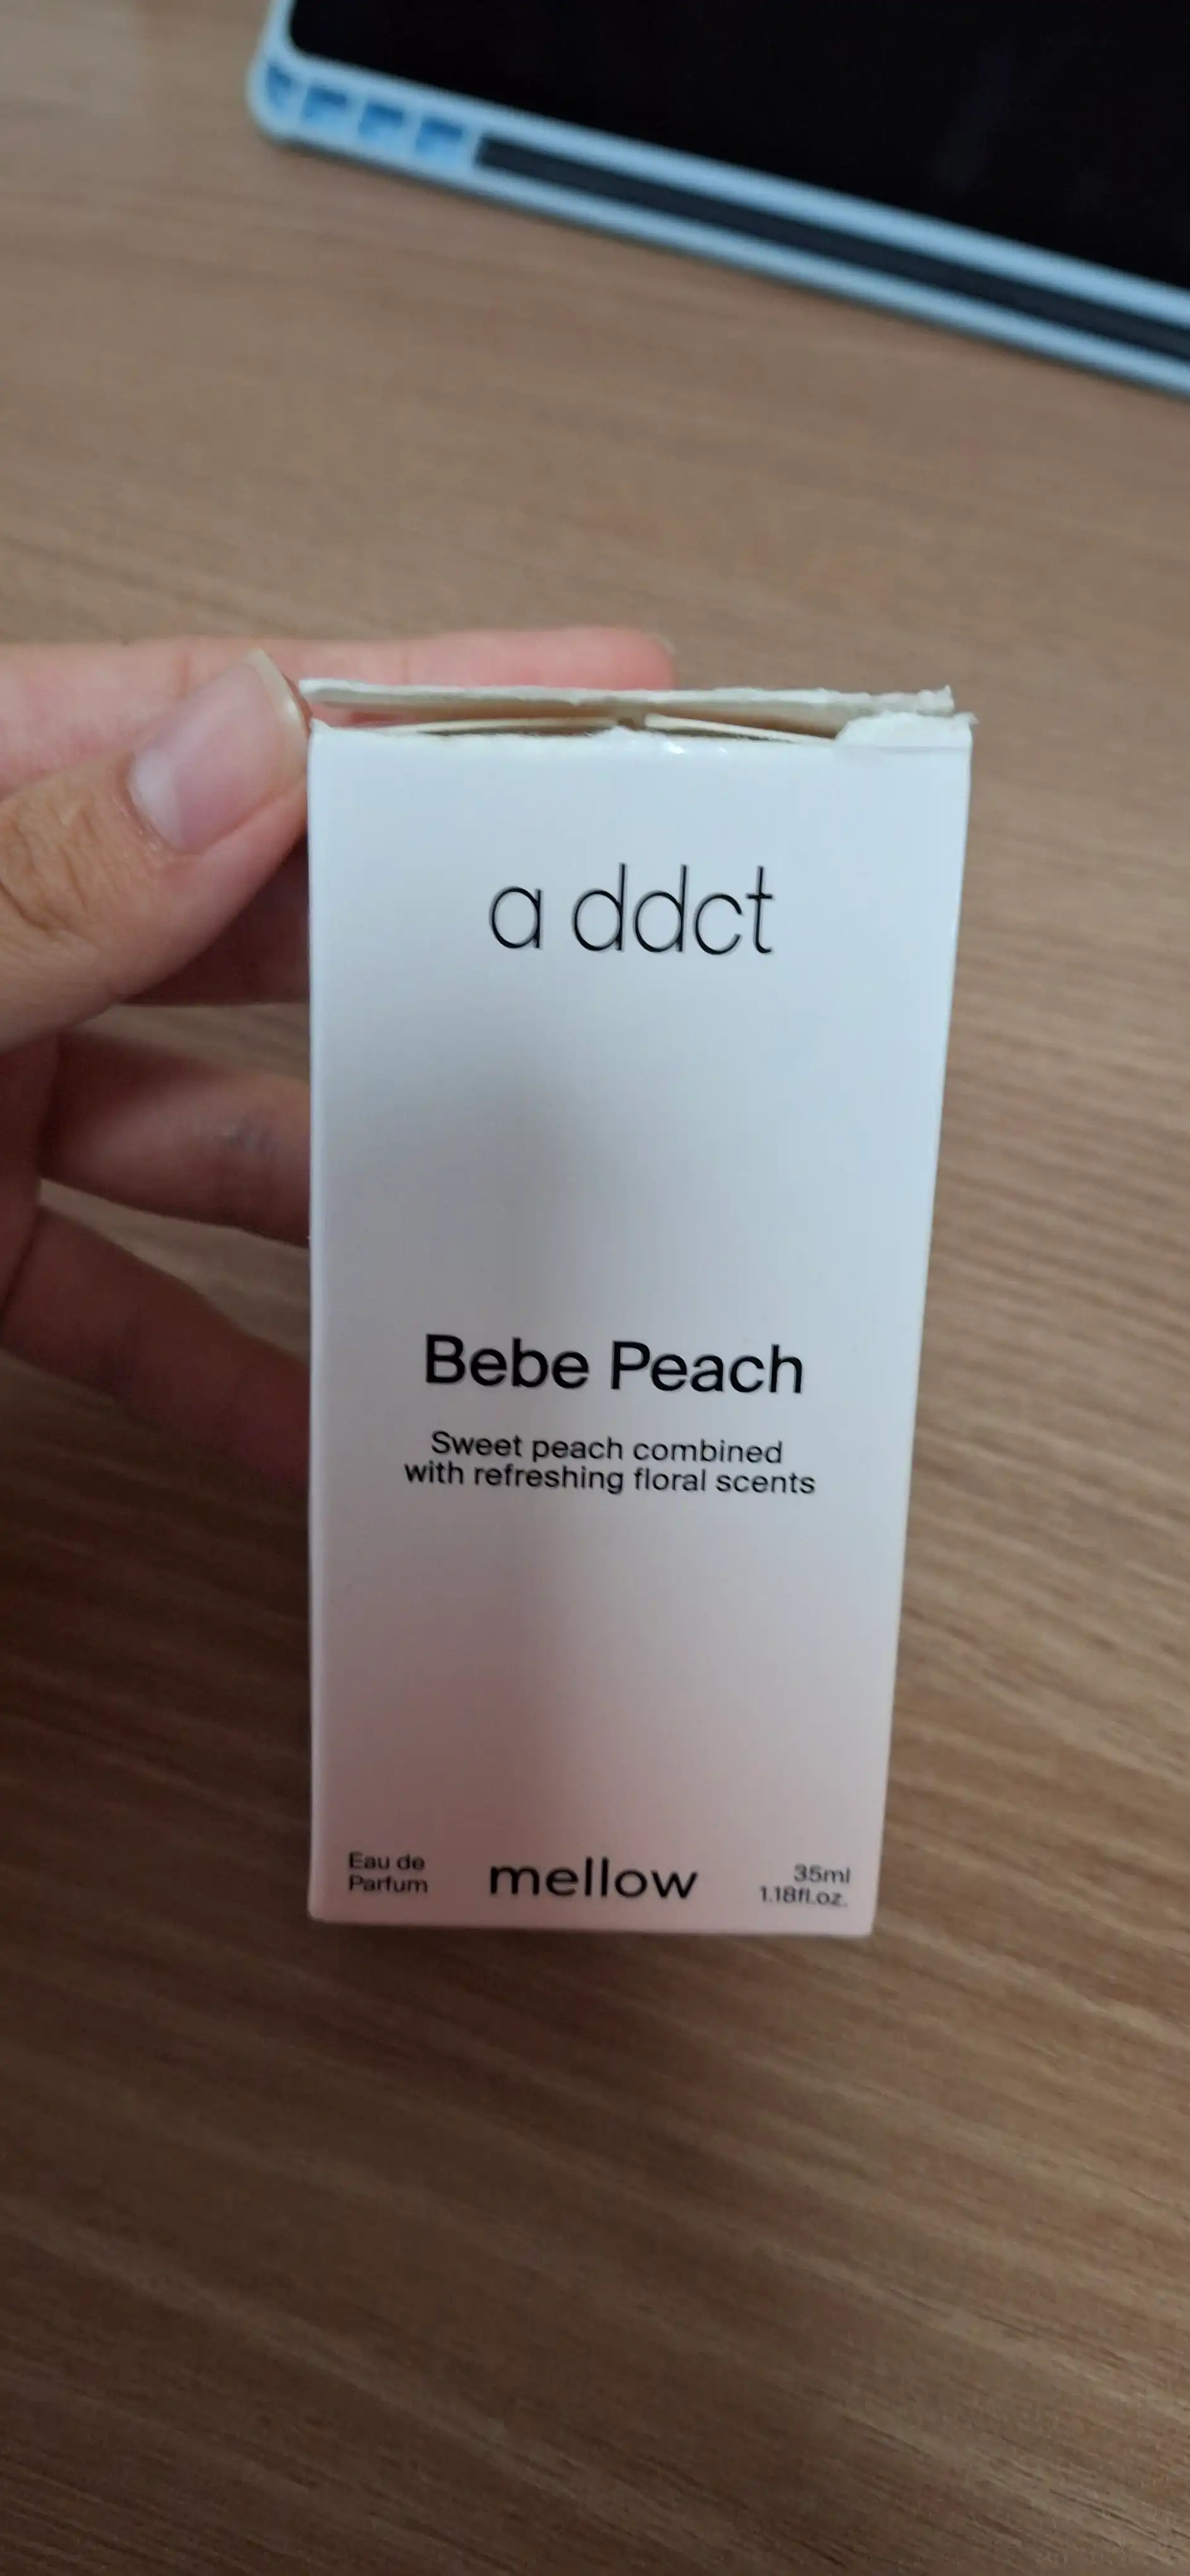 a ddct
Bebe Peach
Sweet peach combined
with refreshing floral scents
Eau de
Parfum
mellow
35ml
1.18fl.oz.